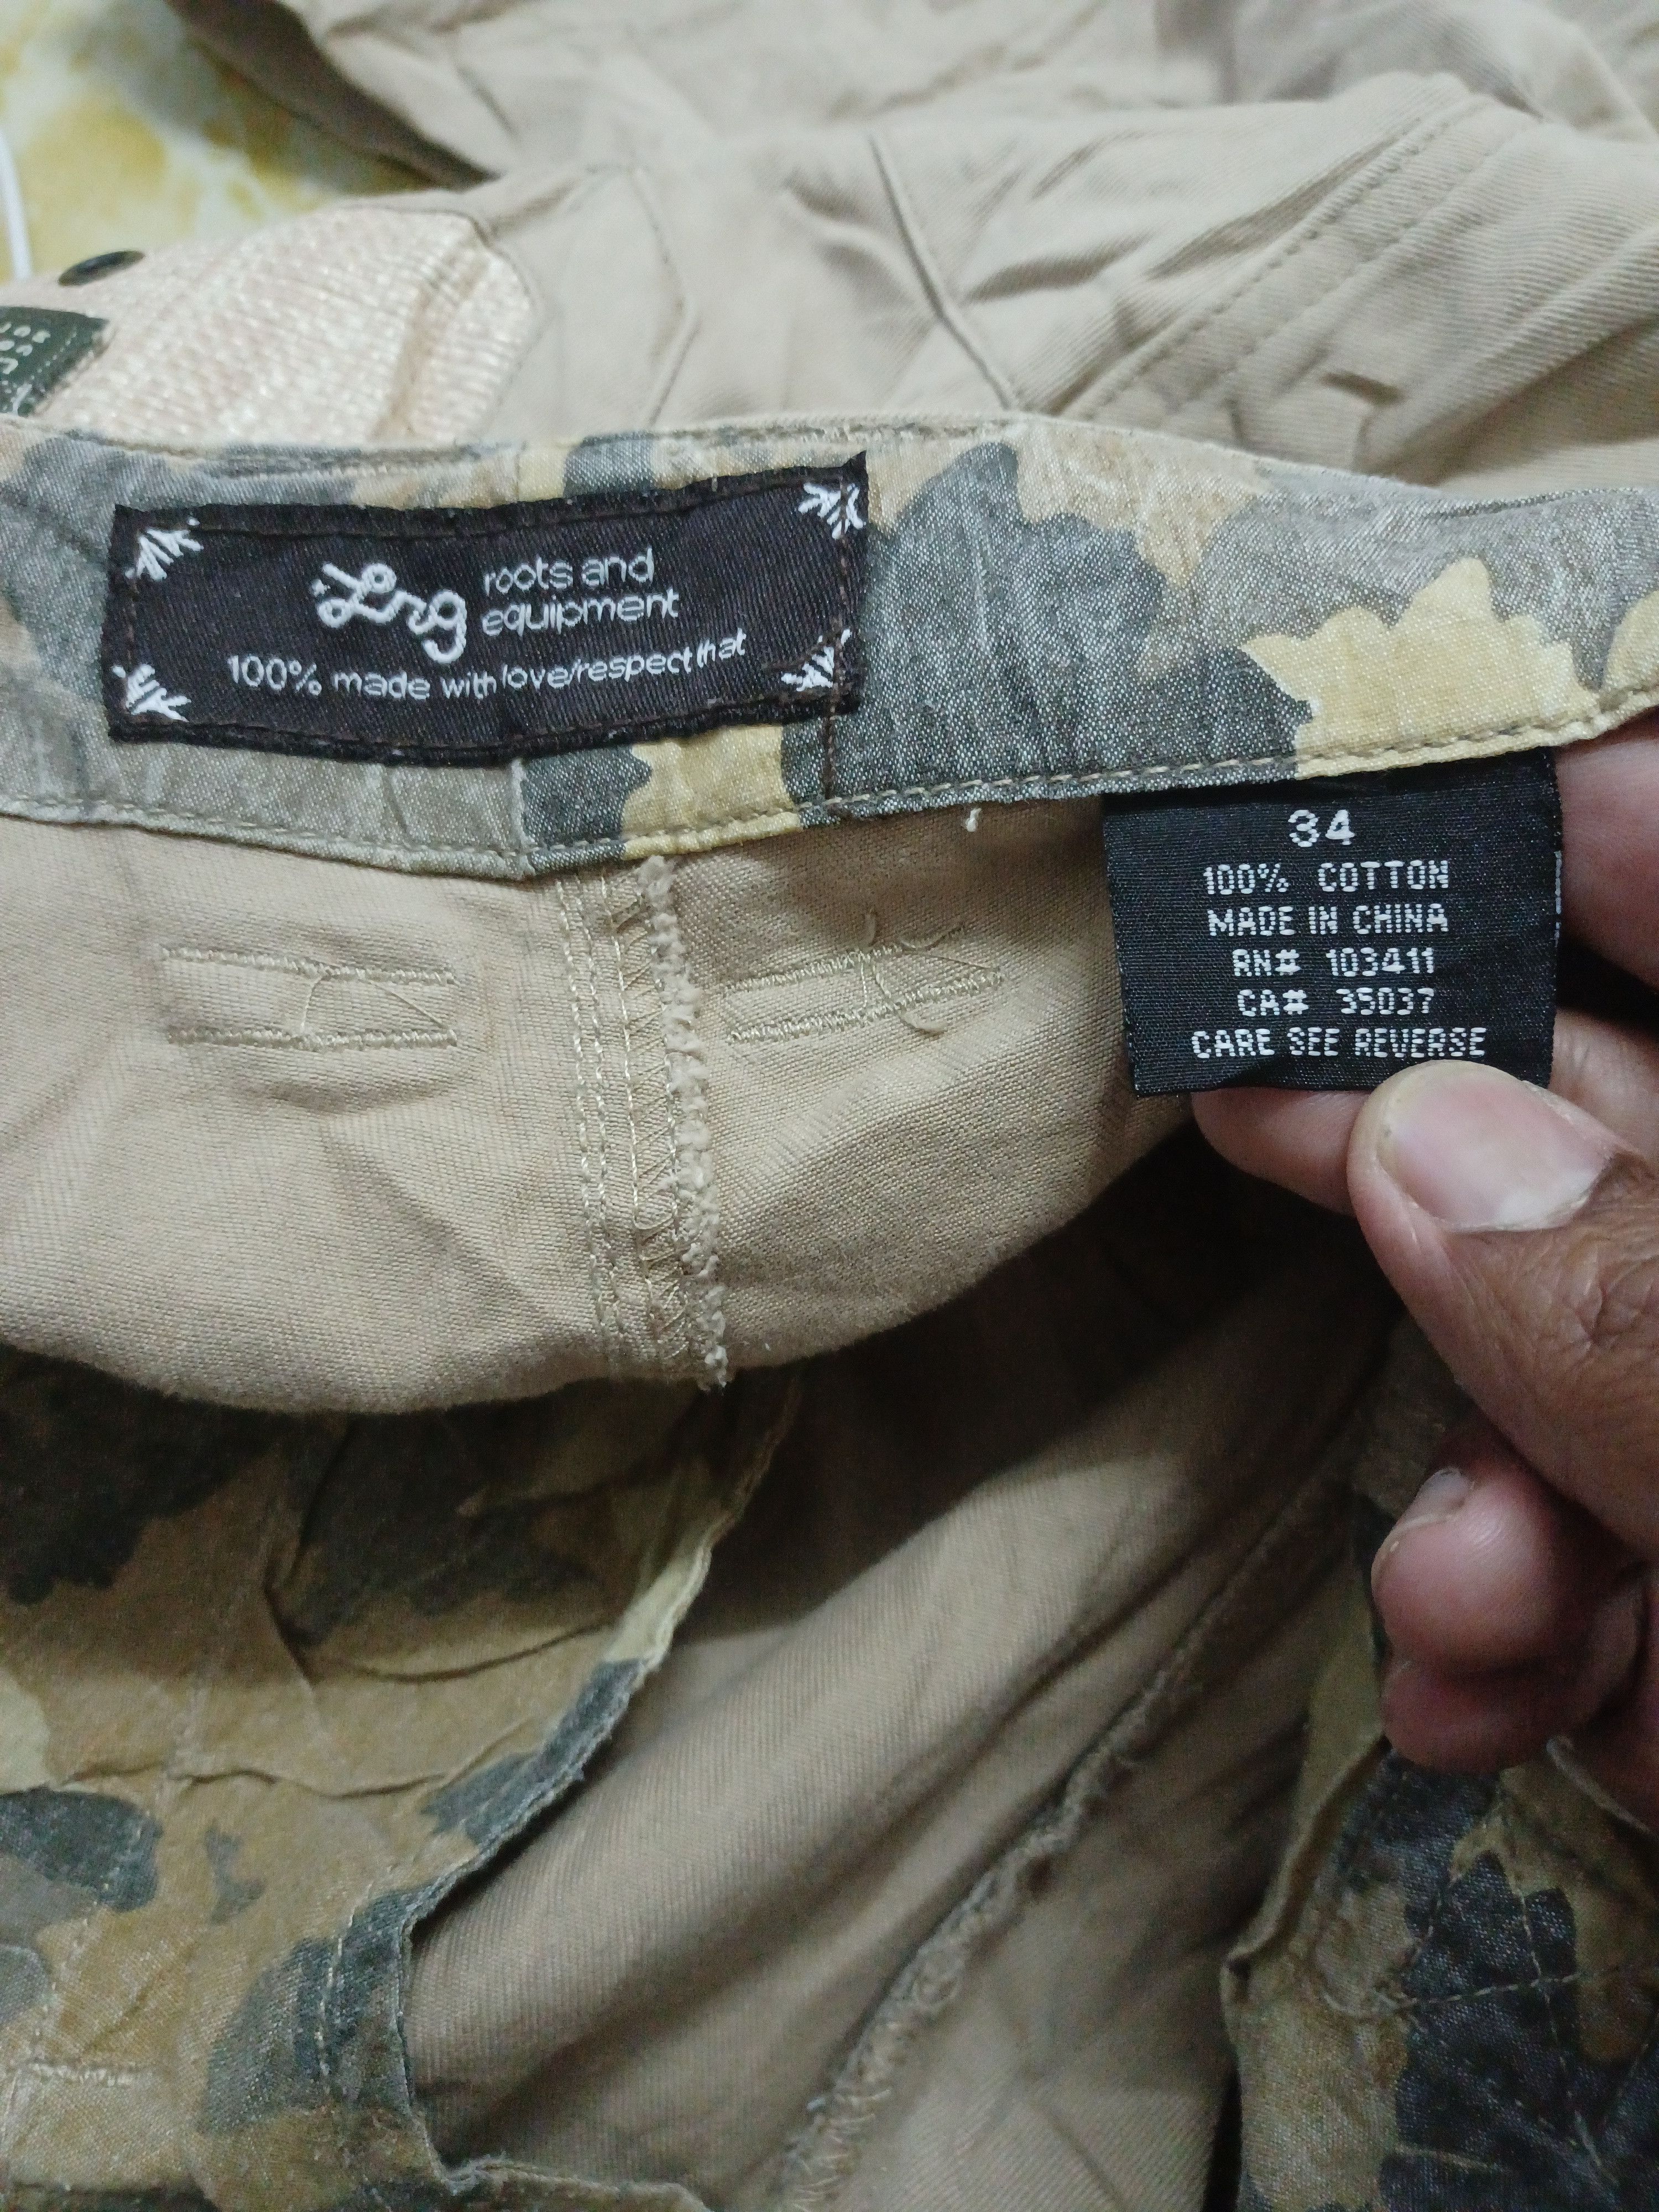 Lrg roots and
equipment
100% made with love/respect that
34
100% COTTON
MADE IN CHINA
RN# 103411
CA# 35037
CARE SEE REVERSE